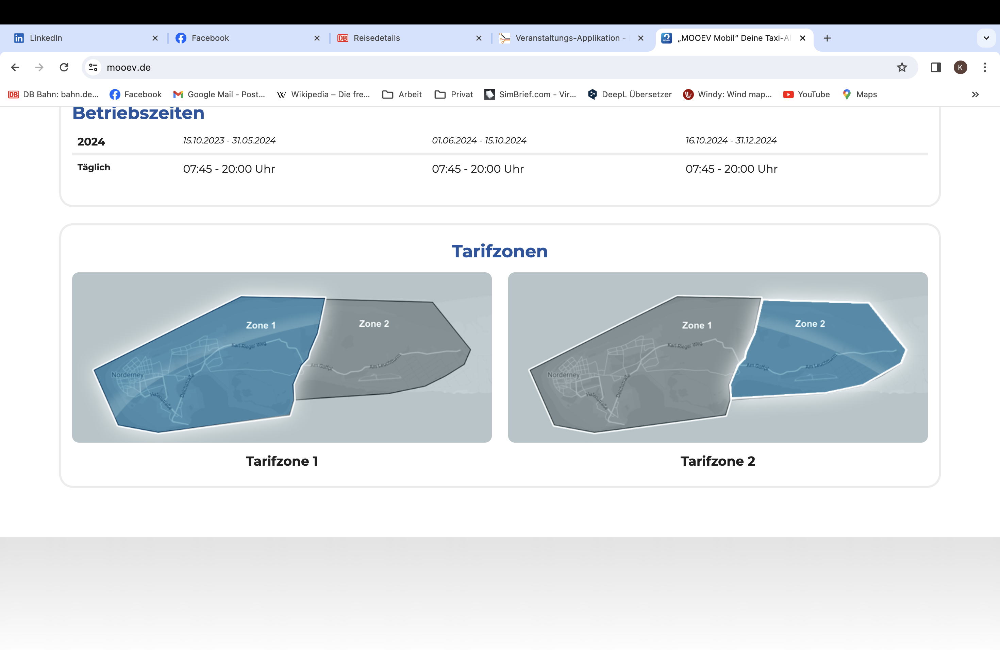 LinkedIn
Facebook
Reisedetails
Veranstaltungs-Applikation -
„MOOEV Mobil“ Deine Taxi-A
mooev.de
K
DB Bahn: bahn.de...
Facebook
Google Mail - Post...
Wikipedia – Die fre...
Arbeit
Privat
SimBrief.com - Vir...
DeepL Übersetzer
Windy: Wind map...
YouTube
Maps
Betriebszeiten
2024 15.10.2023 - 31.05.2024 01.06.2024 - 15.10.2024 16.10.2024 - 31.12.2024
Täglich 07:45 - 20:00 Uhr 07:45 - 20:00 Uhr 07:45 - 20:00 Uhr
Tarifzonen
Zone 1
Zone 2
Karl-Rieger-Weg
Am Golfpl
Am Leuchtturm
Norderney
Deichstraße
Hafenstraße
Tarifzone 1
Zone 1
Zone 2
Karl-Rieger-Weg
Am Golfpl
Am Leuchtturm
Norderney
Deichstraße
Hafenstraße
Tarifzone 2